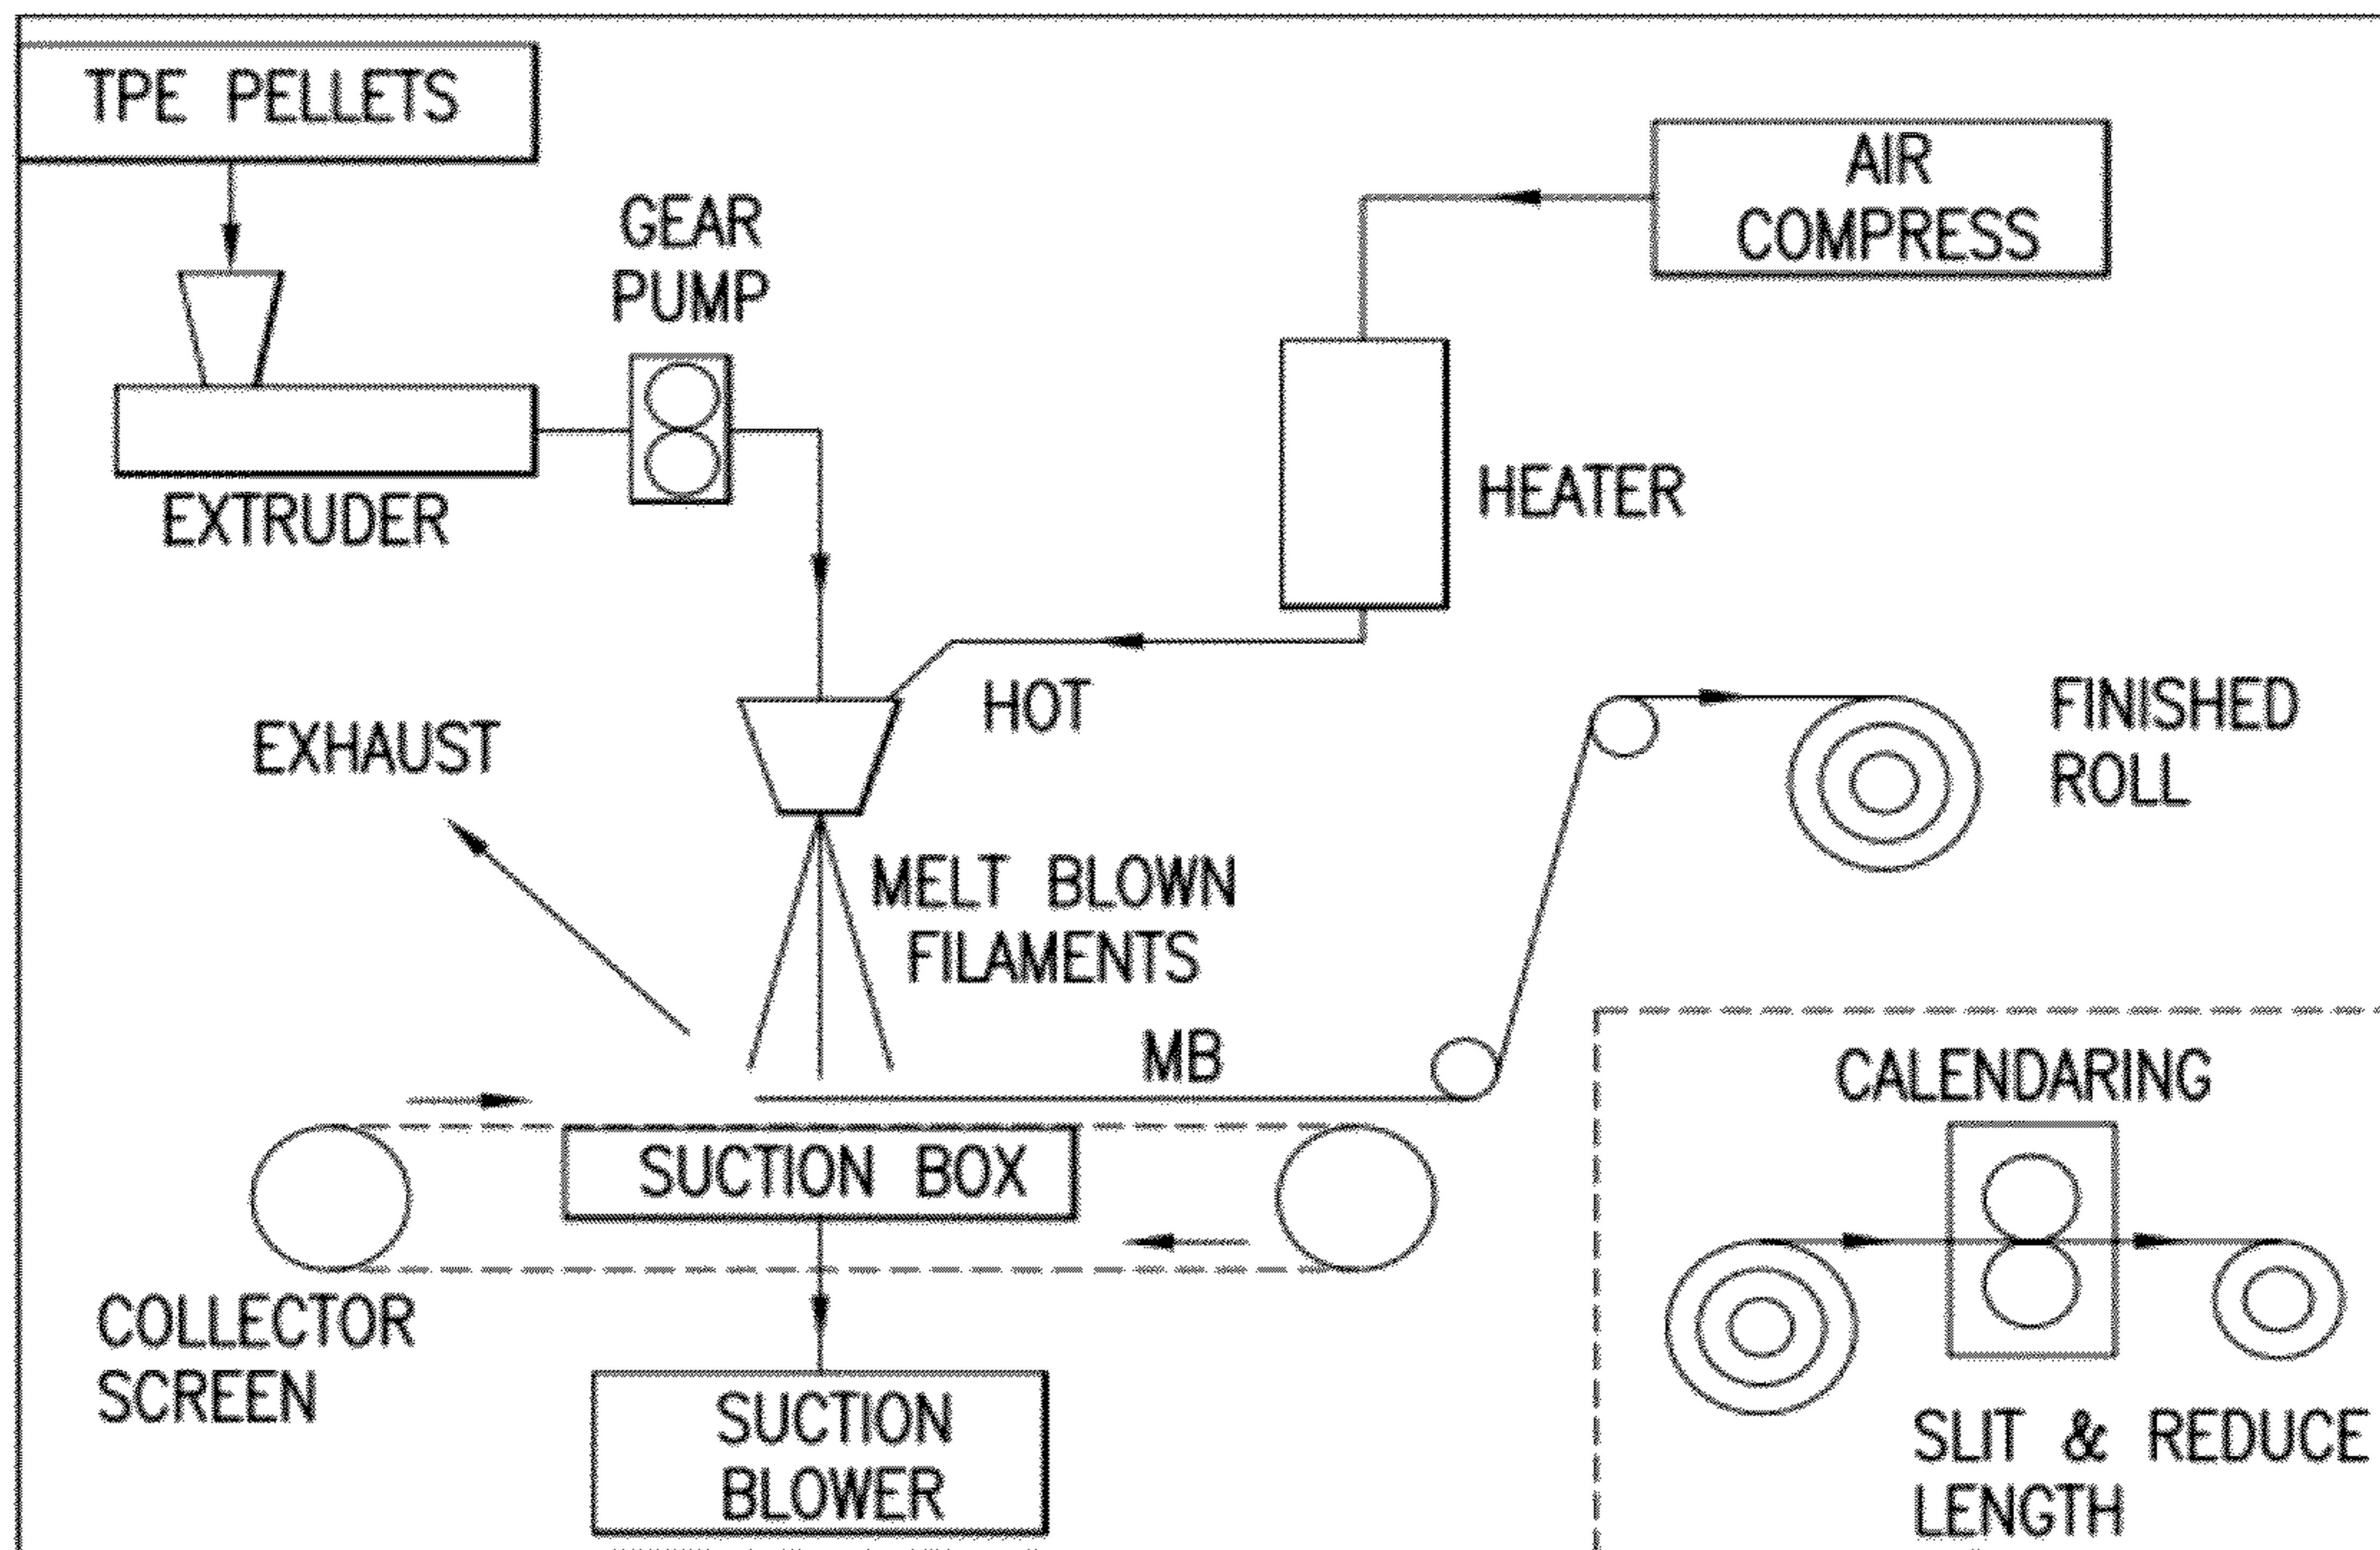 TPE PELLETS
AIR
COMPRESS
GEAR
PUMP
EXTRUDER
HEATER
HOT
EXHAUST
FINISHED
ROLL
MELT BLOWN
FILAMENTS
MB
CALENDARING
SUCTION BOX
COLLECTOR
SCREEN
SUCTION
BLOWER
SLIT & REDUCE
LENGTH